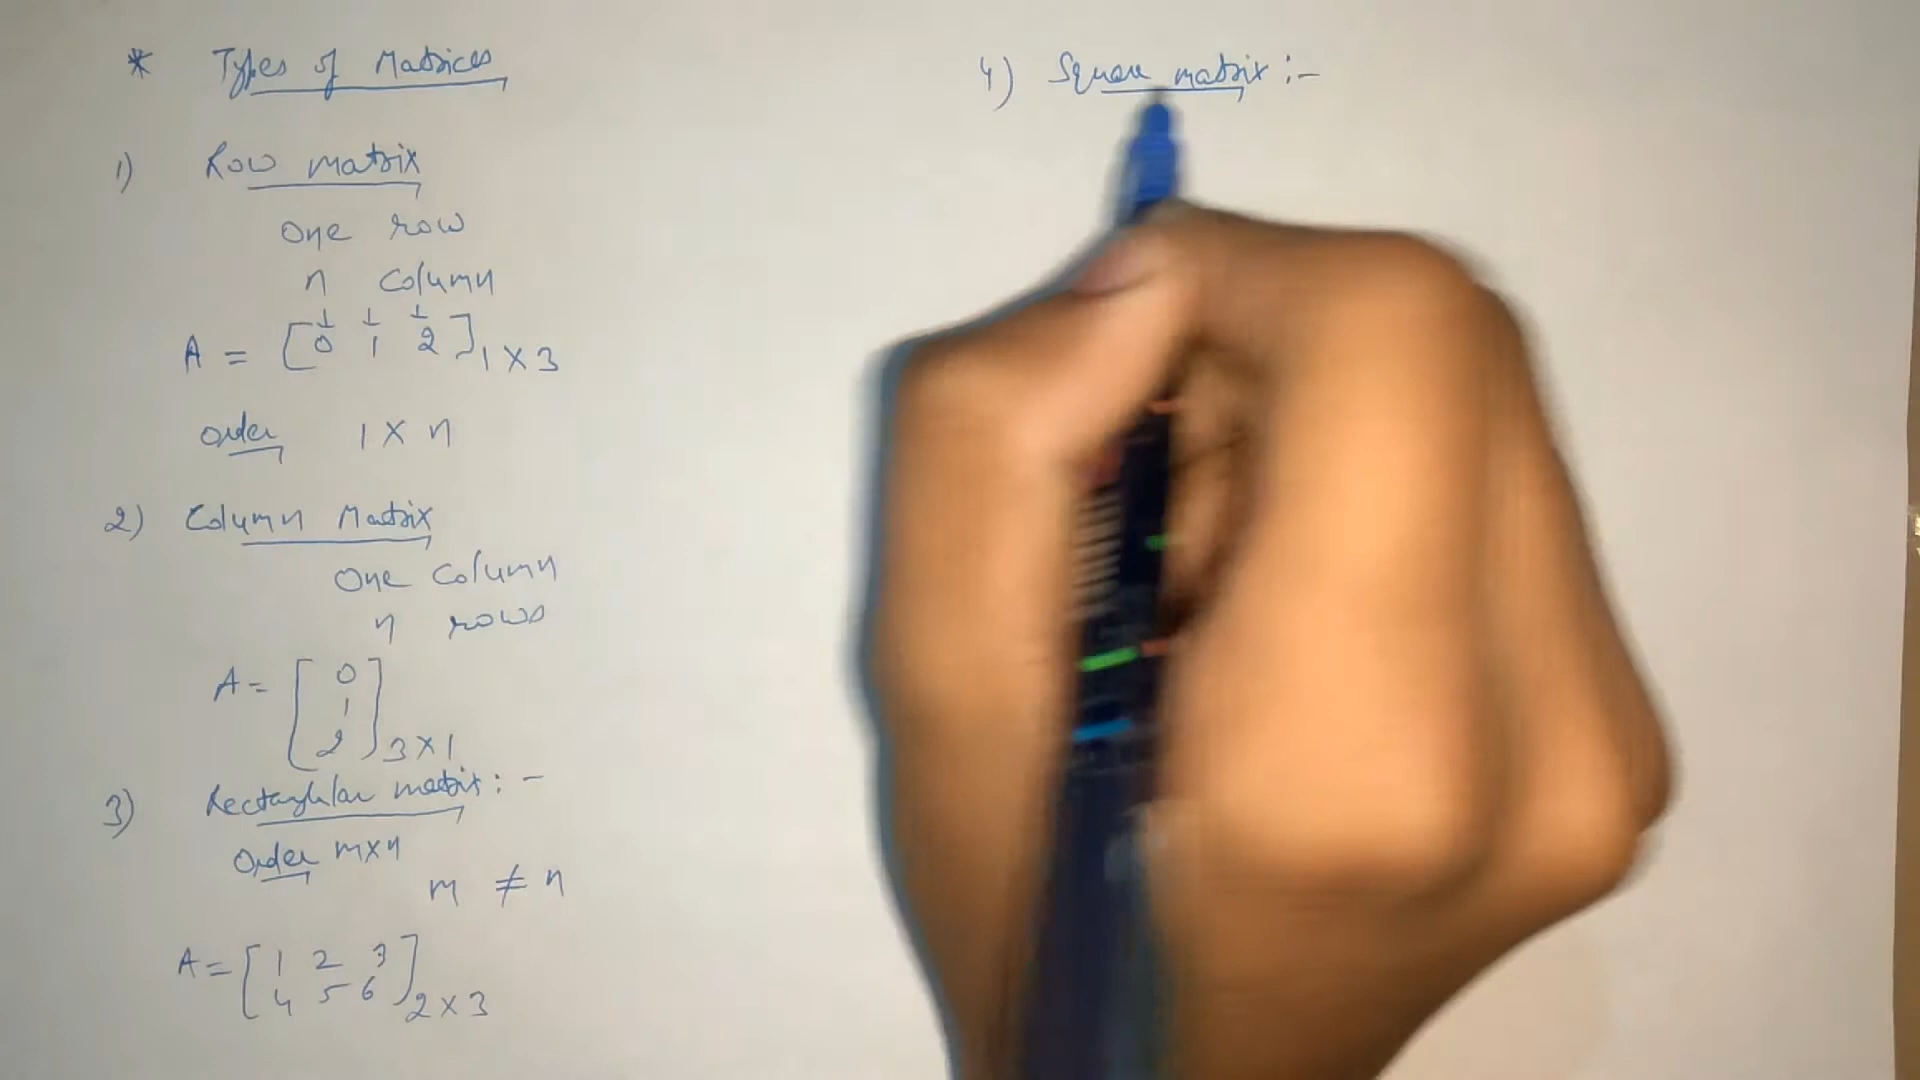 * Types of Matrices
1) Row matrix
One row
n column
A = [0 1 2] 1 × 3
order 1 × n
2) Column Matrix
One Column
n rows
A = [0
1
2] 3 × 1
3) Rectangular matrix : -
Order m×n
m ≠ n
A = [1 2 3
4 5 6] 2 × 3
4) Square matrix : -